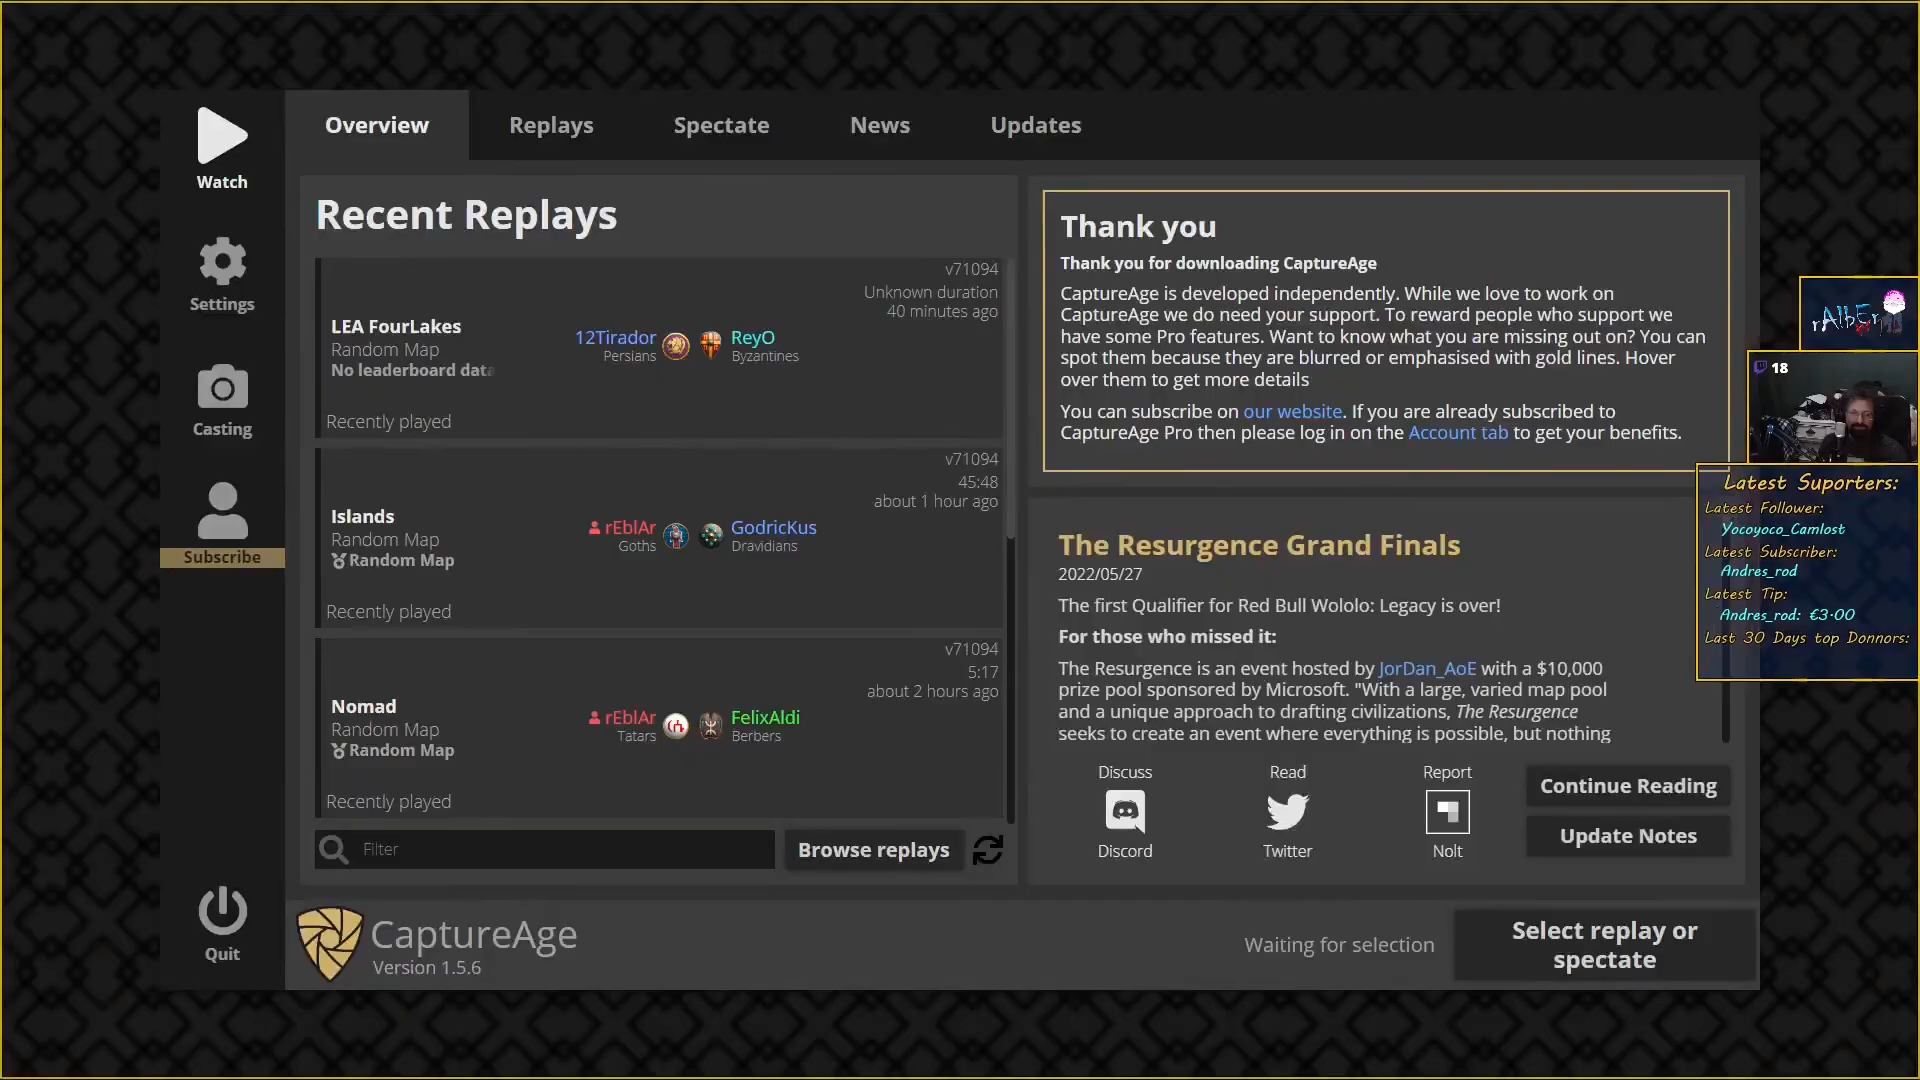 Watch
Settings
Casting
Subscribe
Quit
Overview
Replays
Spectate
News
Updates
Recent Replays
v71094
Unknown duration
40 minutes ago
LEA FourLakes
Random Map
No leaderboard data
12Tirador
Persians
ReyO
Byzantines
Recently played
v71094
45:48
about 1 hour ago
Islands
Random Map
Random Map
rEblAr
Goths
GodricKus
Dravidians
Recently played
v71094
5:17
about 2 hours ago
Nomad
Random Map
Random Map
rEblAr
Tatars
FelixAldi
Berbers
Recently played
Filter
Browse replays
Thank you
Thank you for downloading CaptureAge
CaptureAge is developed independently. While we love to work on
CaptureAge we do need your support. To reward people who support we
have some Pro features. Want to know what you are missing out on? You can
spot them because they are blurred or emphasised with gold lines. Hover
over them to get more details
You can subscribe on our website. If you are already subscribed to
CaptureAge Pro then please log in on the Account tab to get your benefits.
The Resurgence Grand Finals
2022/05/27
The first Qualifier for Red Bull Wololo: Legacy is over!
For those who missed it:
The Resurgence is an event hosted by JorDan_AoE with a $10,000
prize pool sponsored by Microsoft. "With a large, varied map pool
and a unique approach to drafting civilizations, The Resurgence
seeks to create an event where everything is possible, but nothing
Discuss
Discord
Read
Twitter
Report
Nolt
Continue Reading
Update Notes
CaptureAge
Version 1.5.6
Waiting for selection
Select replay or
spectate
18
Latest Suporters:
Latest Follower:
Yocoyoco_Camlost
Latest Subscriber:
Andres_rod
Latest Tip:
Andres_rod: €3.00
Last 30 Days top Donnors: